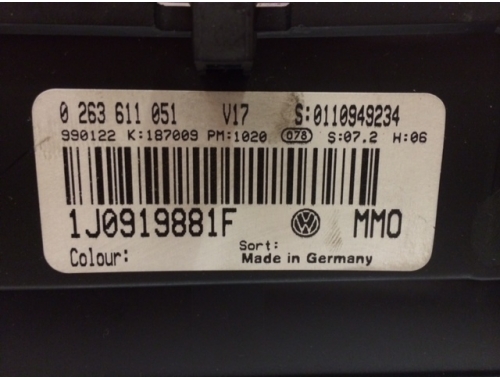 0 263 611 051 V17 S:0110949234
990122 K:187009 PM:1020 078 S:07.2 H:06
1J0919881F VW MMO
Colour: Sort: Made in Germany